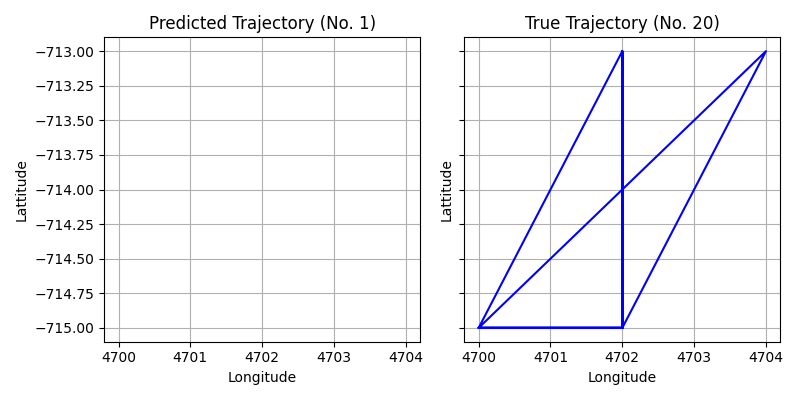 Predicted Trajectory (No. 1)
True Trajectory (No. 20)
Lattitude
−713.00
−713.25
−713.50
−713.75
−714.00
−714.25
−714.50
−714.75
−715.00
Lattitude
4700 4701 4702 4703 4704
4700 4701 4702 4703 4704
Longitude
Longitude